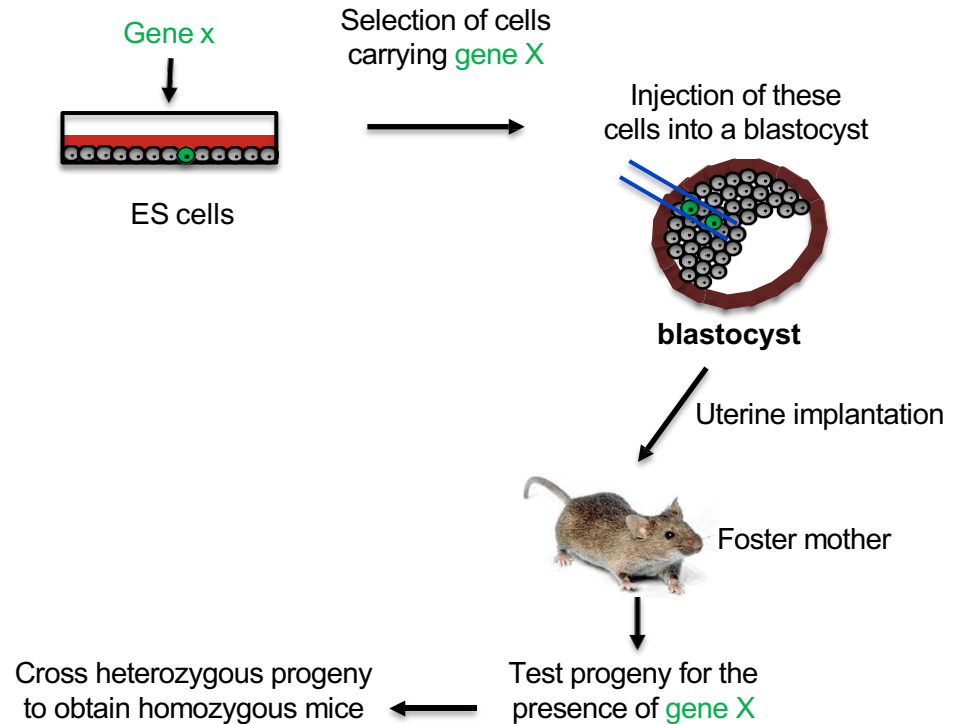 Gene x
Selection of cells
carrying gene X
ES cells
Injection of these
cells into a blastocyst
blastocyst
Uterine implantation
Foster mother
Test progeny for the
presence of gene X
Cross heterozygous progeny
to obtain homozygous mice